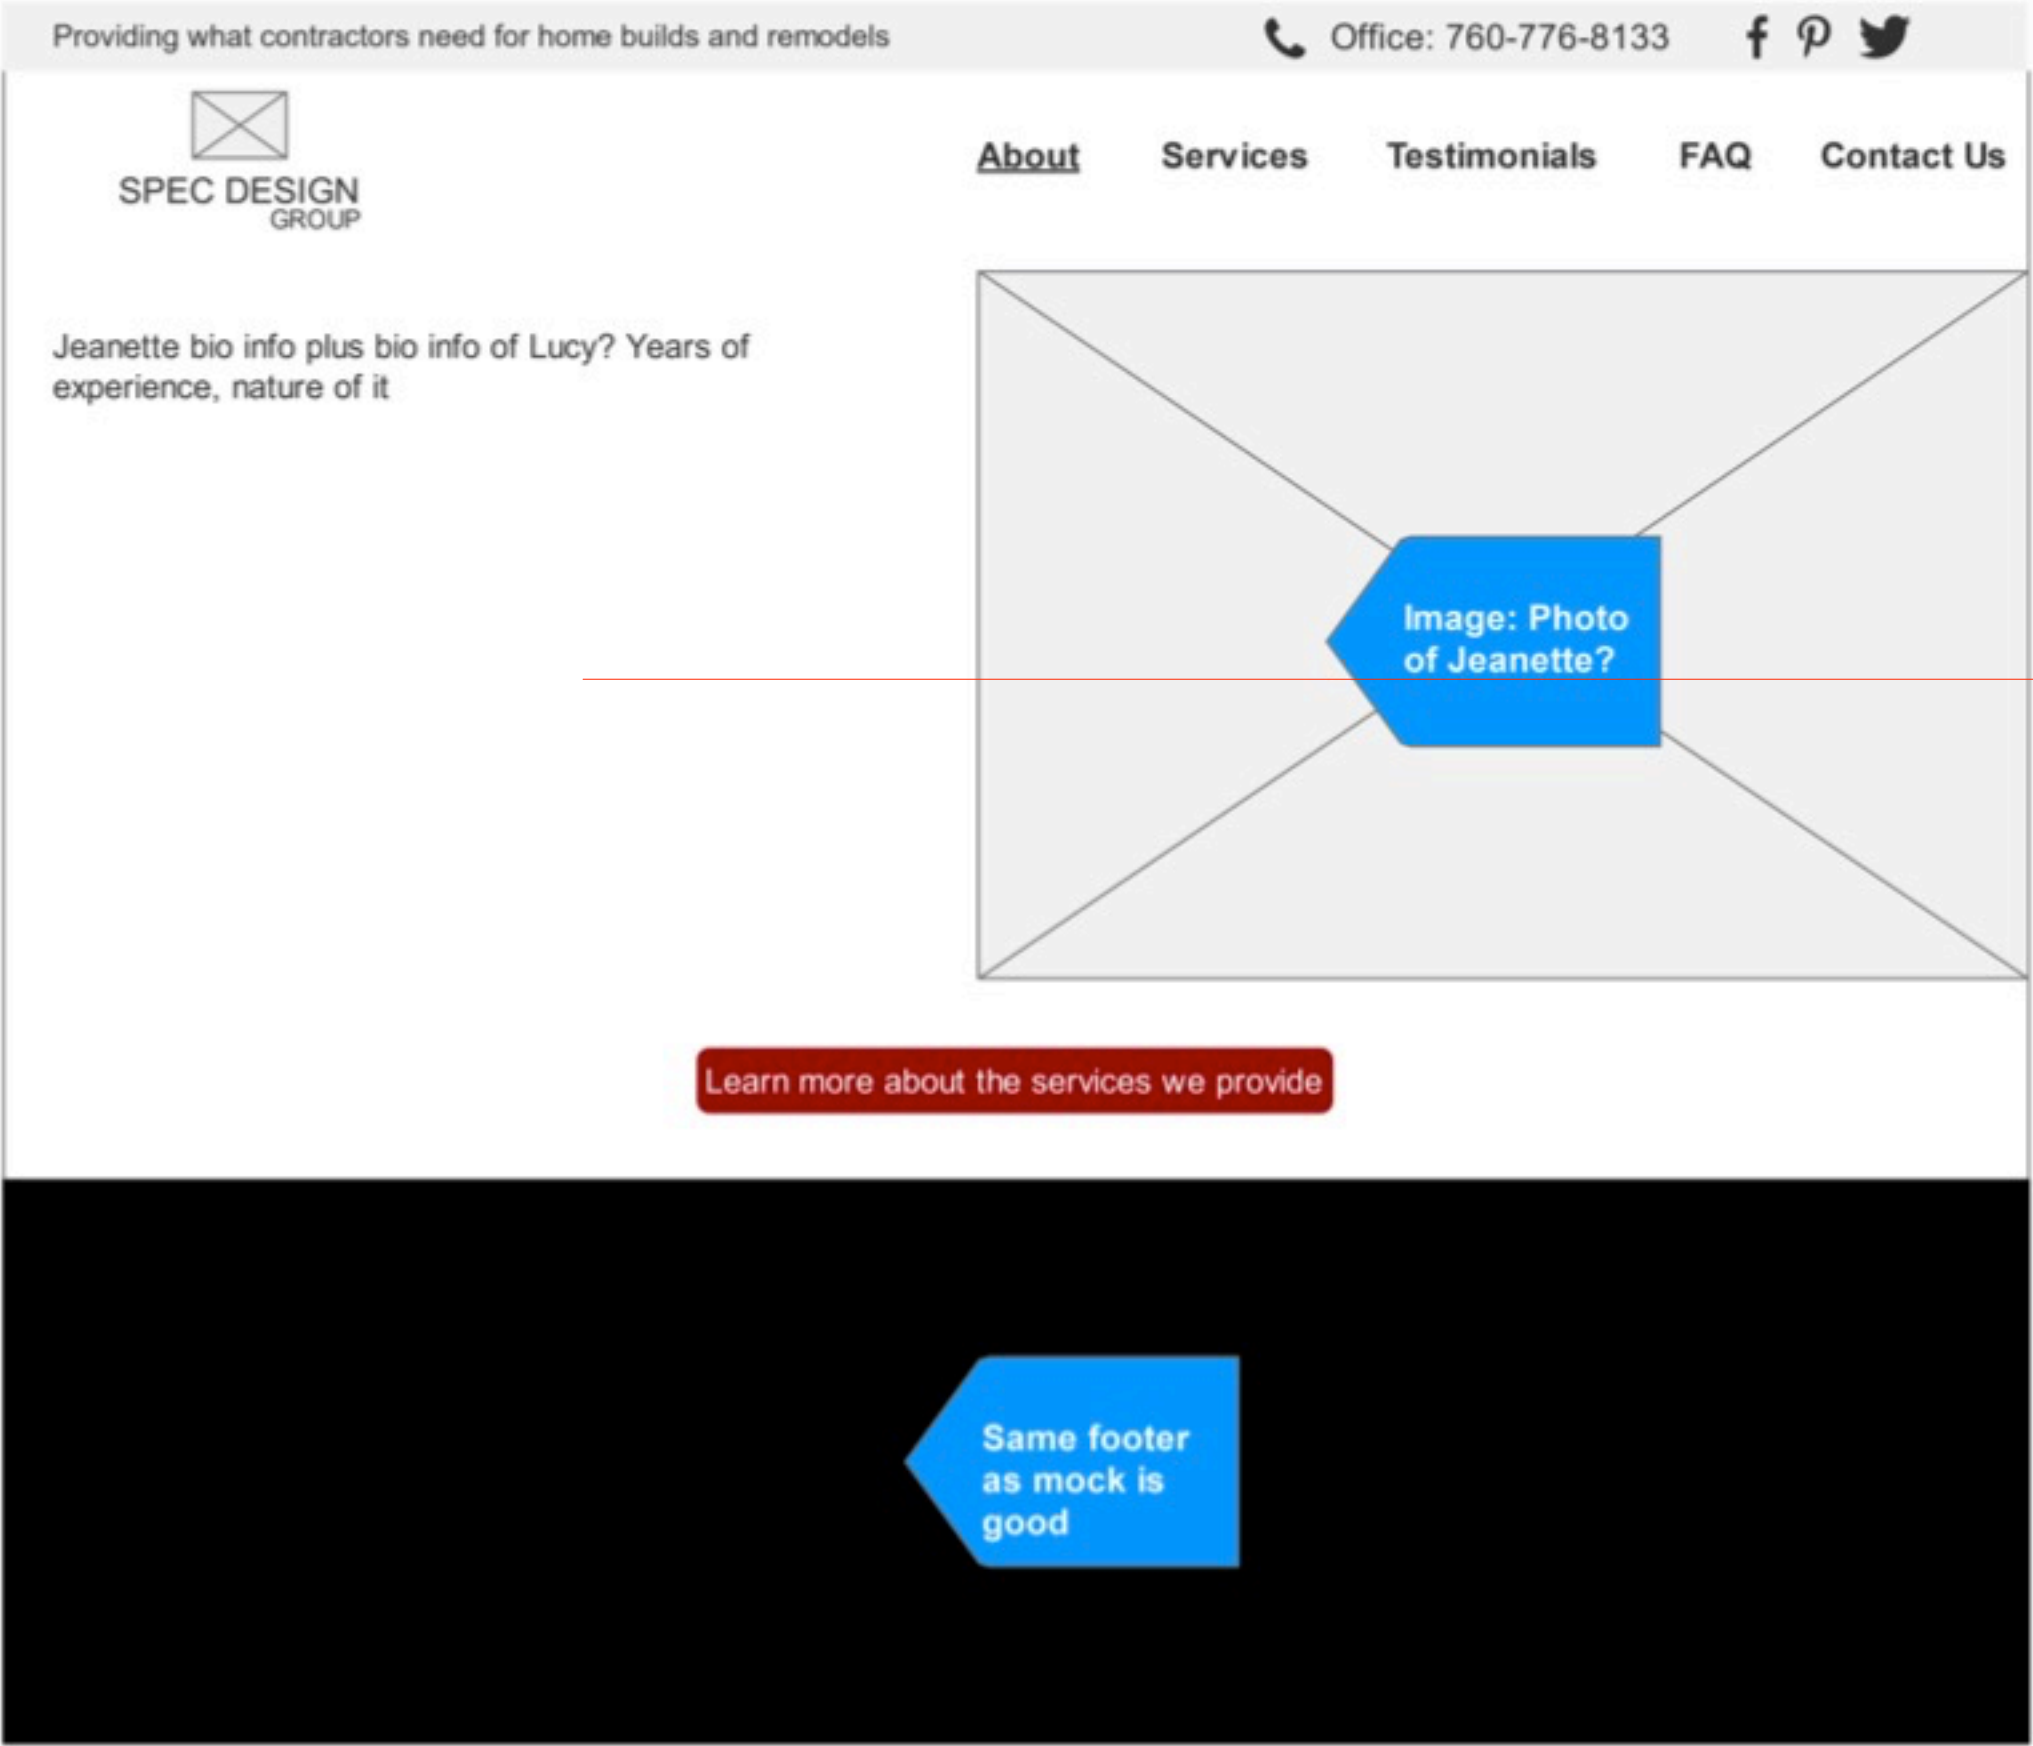 Providing what contractors need for home builds and remodels
Office: 760-776-8133
SPEC DESIGN
GROUP
About Services Testimonials FAQ Contact Us
Jeanette bio info plus bio info of Lucy? Years of
experience, nature of it
Image: Photo
of Jeanette?
Learn more about the services we provide
Same footer
as mock is
good